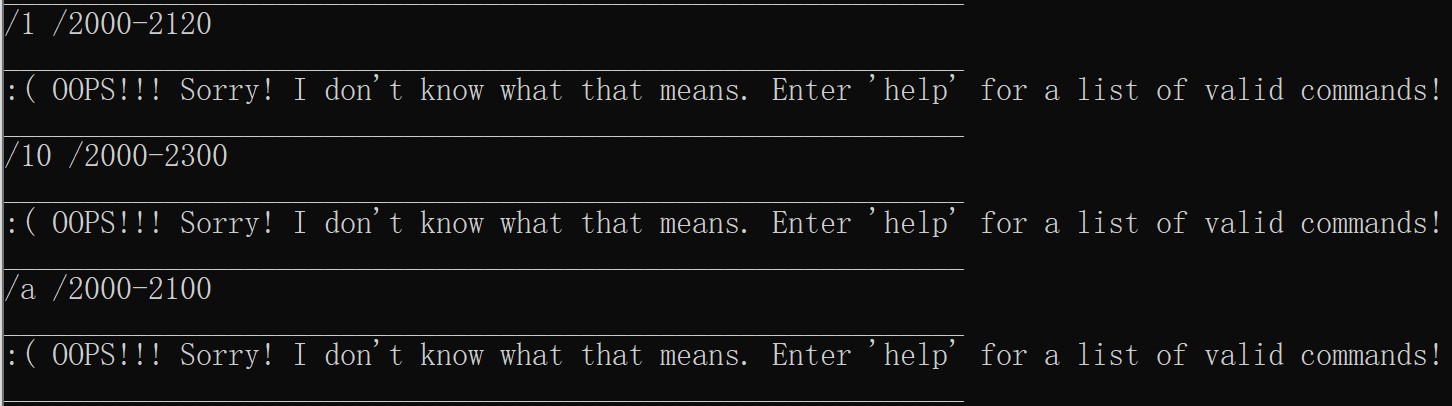 /1 /2000-2120
:( OOPS!!! Sorry! I don't know what that means. Enter 'help' for a list of valid commands!
/10 /2000-2300
:( OOPS!!! Sorry! I don't know what that means. Enter 'help' for a list of valid commands!
/a /2000-2100
:( OOPS!!! Sorry! I don't know what that means. Enter 'help' for a list of valid commands!